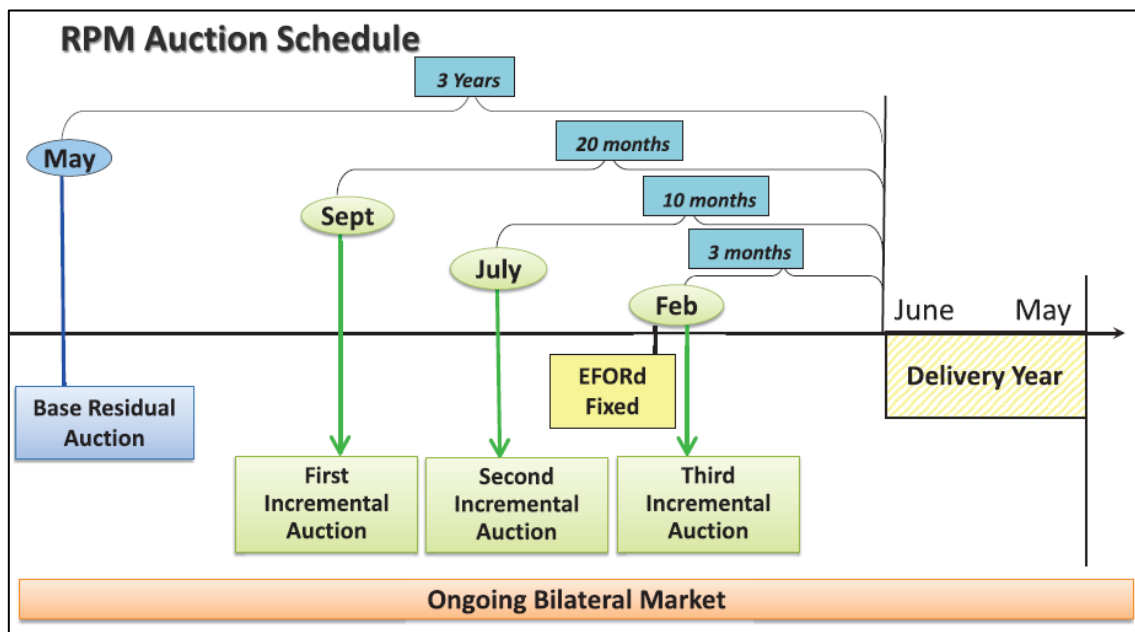 RPM Auction Schedule
3 Years
May
20 months
Sept
10 months
July
3 months
Feb
June
May
EFORd
Fixed
Delivery Year
Base Residual
Auction
First
Incremental
Auction
Second
Incremental
Auction
Third
Incremental
Auction
Ongoing Bilateral Market